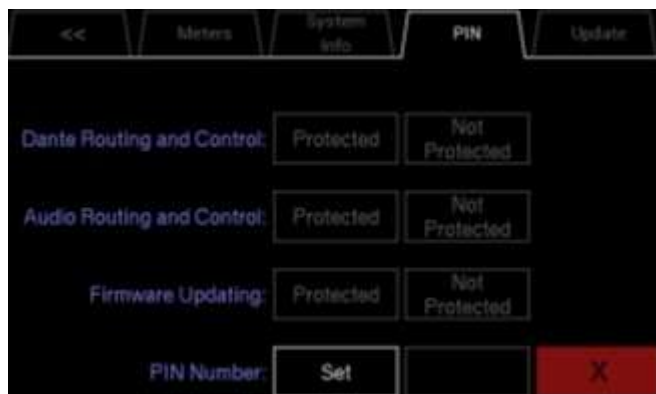 << Meters System Info PIN Update
Dante Routing and Control: Protected Not Protected
Audio Routing and Control: Protected Not Protected
Firmware Updating: Protected Not Protected
PIN Number: Set X